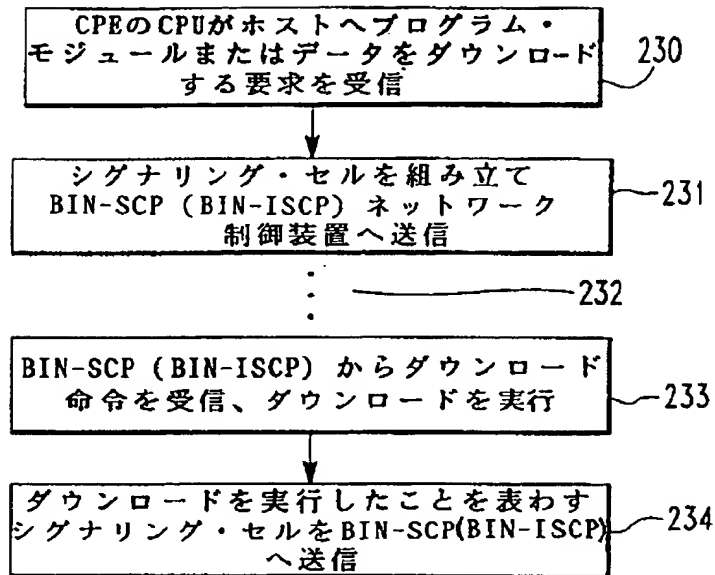 CPEのCPUがホストへプログラム・
モジュールまたはデータをダウンロード
する要求を受信
230
シグナリング・セルを組み立て
BIN-SCP (BIN-ISCP) ネットワーク
制御装置へ送信
231
232
BIN-SCP (BIN-ISCP) からダウンロード
命令を受信、ダウンロードを実行
233
ダウンロードを実行したことを表わす
シグナリング・セルをBIN-SCP(BIN-ISCP)
へ送信
234